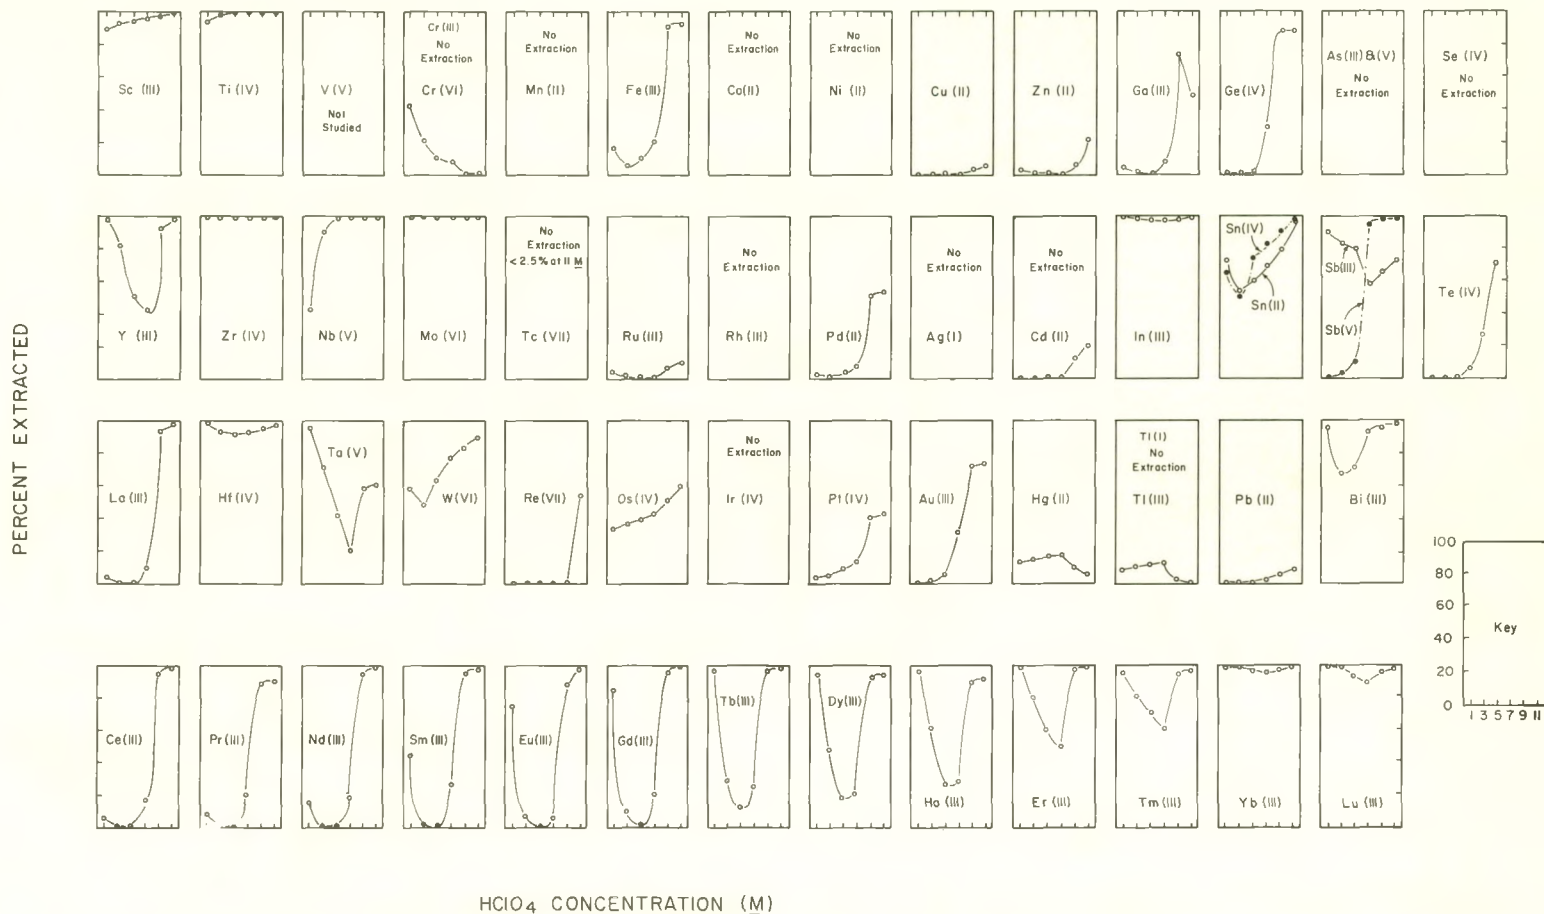 Sc (III)
Ti (IV)
V (V)
Not
Studied
Cr (III)
No
Extraction
Cr (VI)
No
Extraction
Mn (II)
Fe (III)
No
Extraction
Co (II)
No
Extraction
Ni (II)
Cu (II)
Zn (II)
Ga (III)
Ge (IV)
As (III) & (V)
No
Extraction
Se (IV)
No
Extraction
Y (III)
Zr (IV)
Nb (V)
Mo (VI)
No
Extraction
<2.5% at 11 M
Tc (VII)
Ru (III)
No
Extraction
Rh (III)
Pd (II)
No
Extraction
Ag (I)
No
Extraction
Cd (II)
In (III)
Sn(IV)
Sn(II)
Sb(III)
Sb(V)
Te (IV)
PERCENT EXTRACTED
La (III)
Hf (IV)
Ta (V)
W (VI)
Re (VII)
Os (IV)
No
Extraction
Ir (IV)
Pt (IV)
Au (III)
Hg (II)
Tl (I)
No
Extraction
Tl (III)
Pb (II)
Bi (III)
100
80
60
40
20
0
Key
1 3 5 7 9 11
Ce (III)
Pr (III)
Nd (III)
Sm (III)
Eu (III)
Gd (III)
Tb (III)
Dy (III)
Ho (III)
Er (III)
Tm (III)
Yb (III)
Lu (III)
HClO4 CONCENTRATION (M)